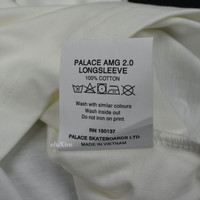 PALACE AMG 2.0
LONGSLEEVE
100% COTTON
Wash with similar colours
Wash inside out
Do not iron on print
RN 160137
PALACE SKATEBOARDS LTD
MADE IN VIETNAM